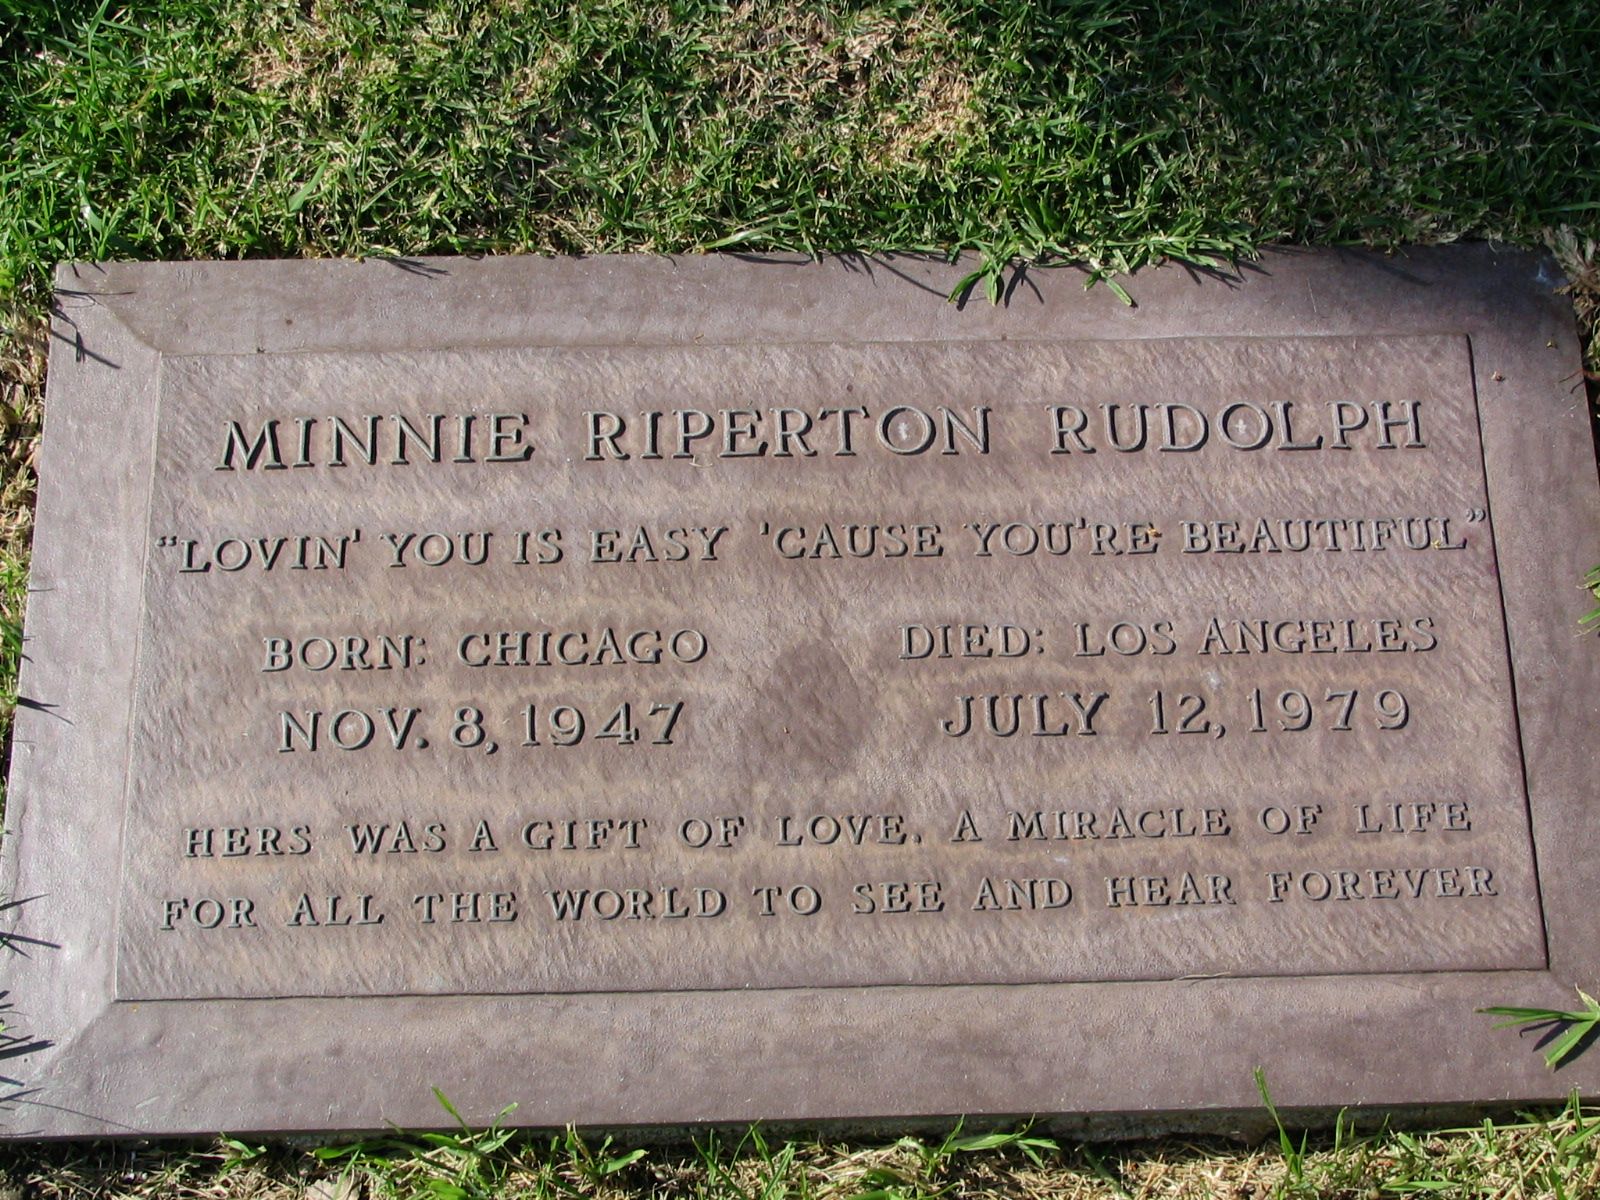 MINNIE RIPERTON RUDOLPH
"LOVIN' YOU IS EASY 'CAUSE YOU'RE BEAUTIFUL"
BORN: CHICAGO DIED: LOS ANGELES
NOV. 8, 1947 JULY 12, 1979
HERS WAS A GIFT OF LOVE. A MIRACLE OF LIFE
FOR ALL THE WORLD TO SEE AND HEAR FOREVER